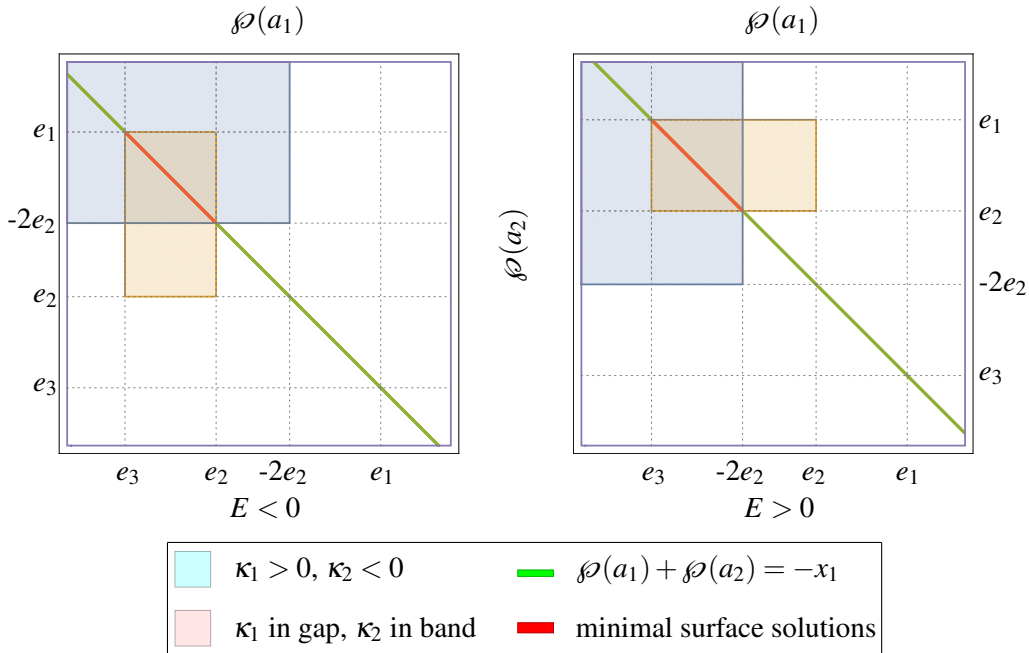 ℘(a₁)
℘(a₁)
e₁
-2e₂
e₂
e₃
e₃ e₂ -2e₂ e₁
E < 0
℘(a₂)
e₁
e₂
-2e₂
e₃
e₃ -2e₂ e₂ e₁
E > 0
κ₁ > 0, κ₂ < 0
℘(a₁) + ℘(a₂) = −x₁
κ₁ in gap, κ₂ in band
minimal surface solutions